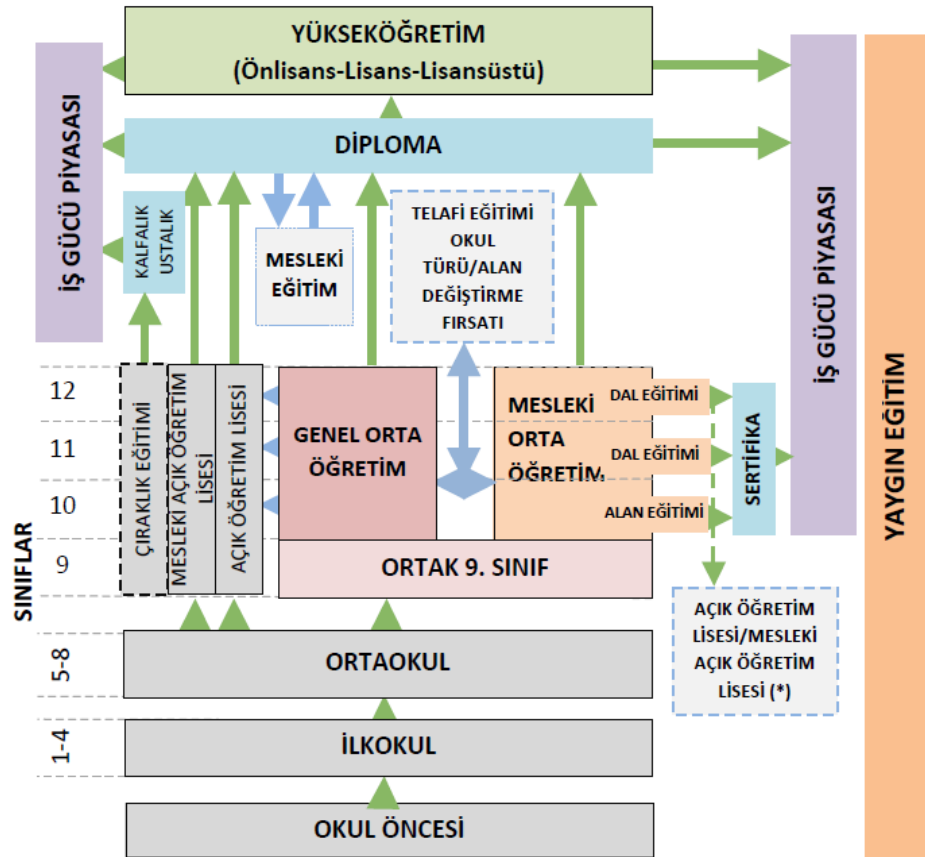 YÜKSEKÖĞRETİM
(Önlisans-Lisans-Lisansüstü)
İŞ GÜCÜ PİYASASI
DİPLOMA
KALFALIK
USTALIK
MESLEKİ
EĞİTİM
TELAFİ EĞİTİMİ
OKUL
TÜRÜ/ALAN
DEĞİŞTİRME
FIRSATI
İŞ GÜCÜ PİYASASI
YAYGIN EĞİTİM
SINIFLAR
12
11
10
9
5-8
1-4
ÇIRAKLIK EĞİTİMİ
MESLEKİ AÇIK ÖĞRETİM
LİSESİ
AÇIK ÖĞRETİM LİSESİ
GENEL ORTA
ÖĞRETİM
MESLEKİ
ORTA
ÖĞRETİM
DAL EĞİTİMİ
DAL EĞİTİMİ
ALAN EĞİTİMİ
SERTİFİKA
ORTAK 9. SINIF
AÇIK ÖĞRETİM
LİSESİ/MESLEKİ
AÇIK ÖĞRETİM
LİSESİ (*)
ORTAOKUL
İLKOKUL
OKUL ÖNCESİ